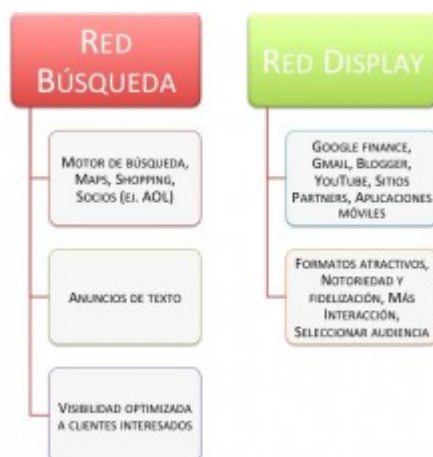 RED
BÚSQUEDA
MOTOR DE BÚSQUEDA,
MAPS, SHOPPING,
SOCIOS (EJ. AOL)
ANUNCIOS DE TEXTO
VISIBILIDAD OPTIMIZADA
A CLIENTES INTERESADOS
RED DISPLAY
GOOGLE FINANCE,
GMAIL, BLOGGER,
YOUTUBE, SITIOS
PARTNERS, APLICACIONES
MÓVILES
FORMATOS ATRACTIVOS,
NOTORIEDAD Y
FIDELIZACIÓN, MÁS
INTERACCIÓN,
SELECCIONAR AUDIENCIA